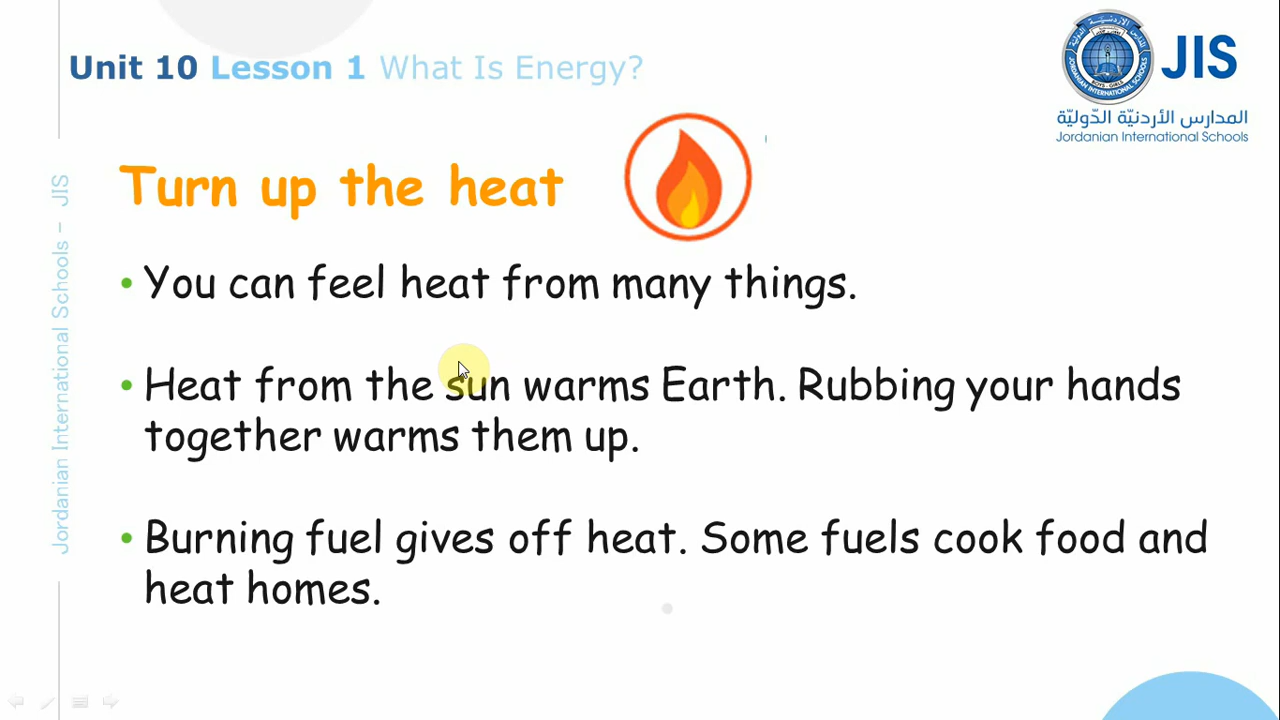 Unit 10 Lesson 1 What Is Energy?
JIS
المدارس الأردنيّة الدّوليّة
Jordanian International Schools
Jordanian International Schools – JIS
Turn up the heat
• You can feel heat from many things.
• Heat from the sun warms Earth. Rubbing your hands
together warms them up.
• Burning fuel gives off heat. Some fuels cook food and
heat homes.